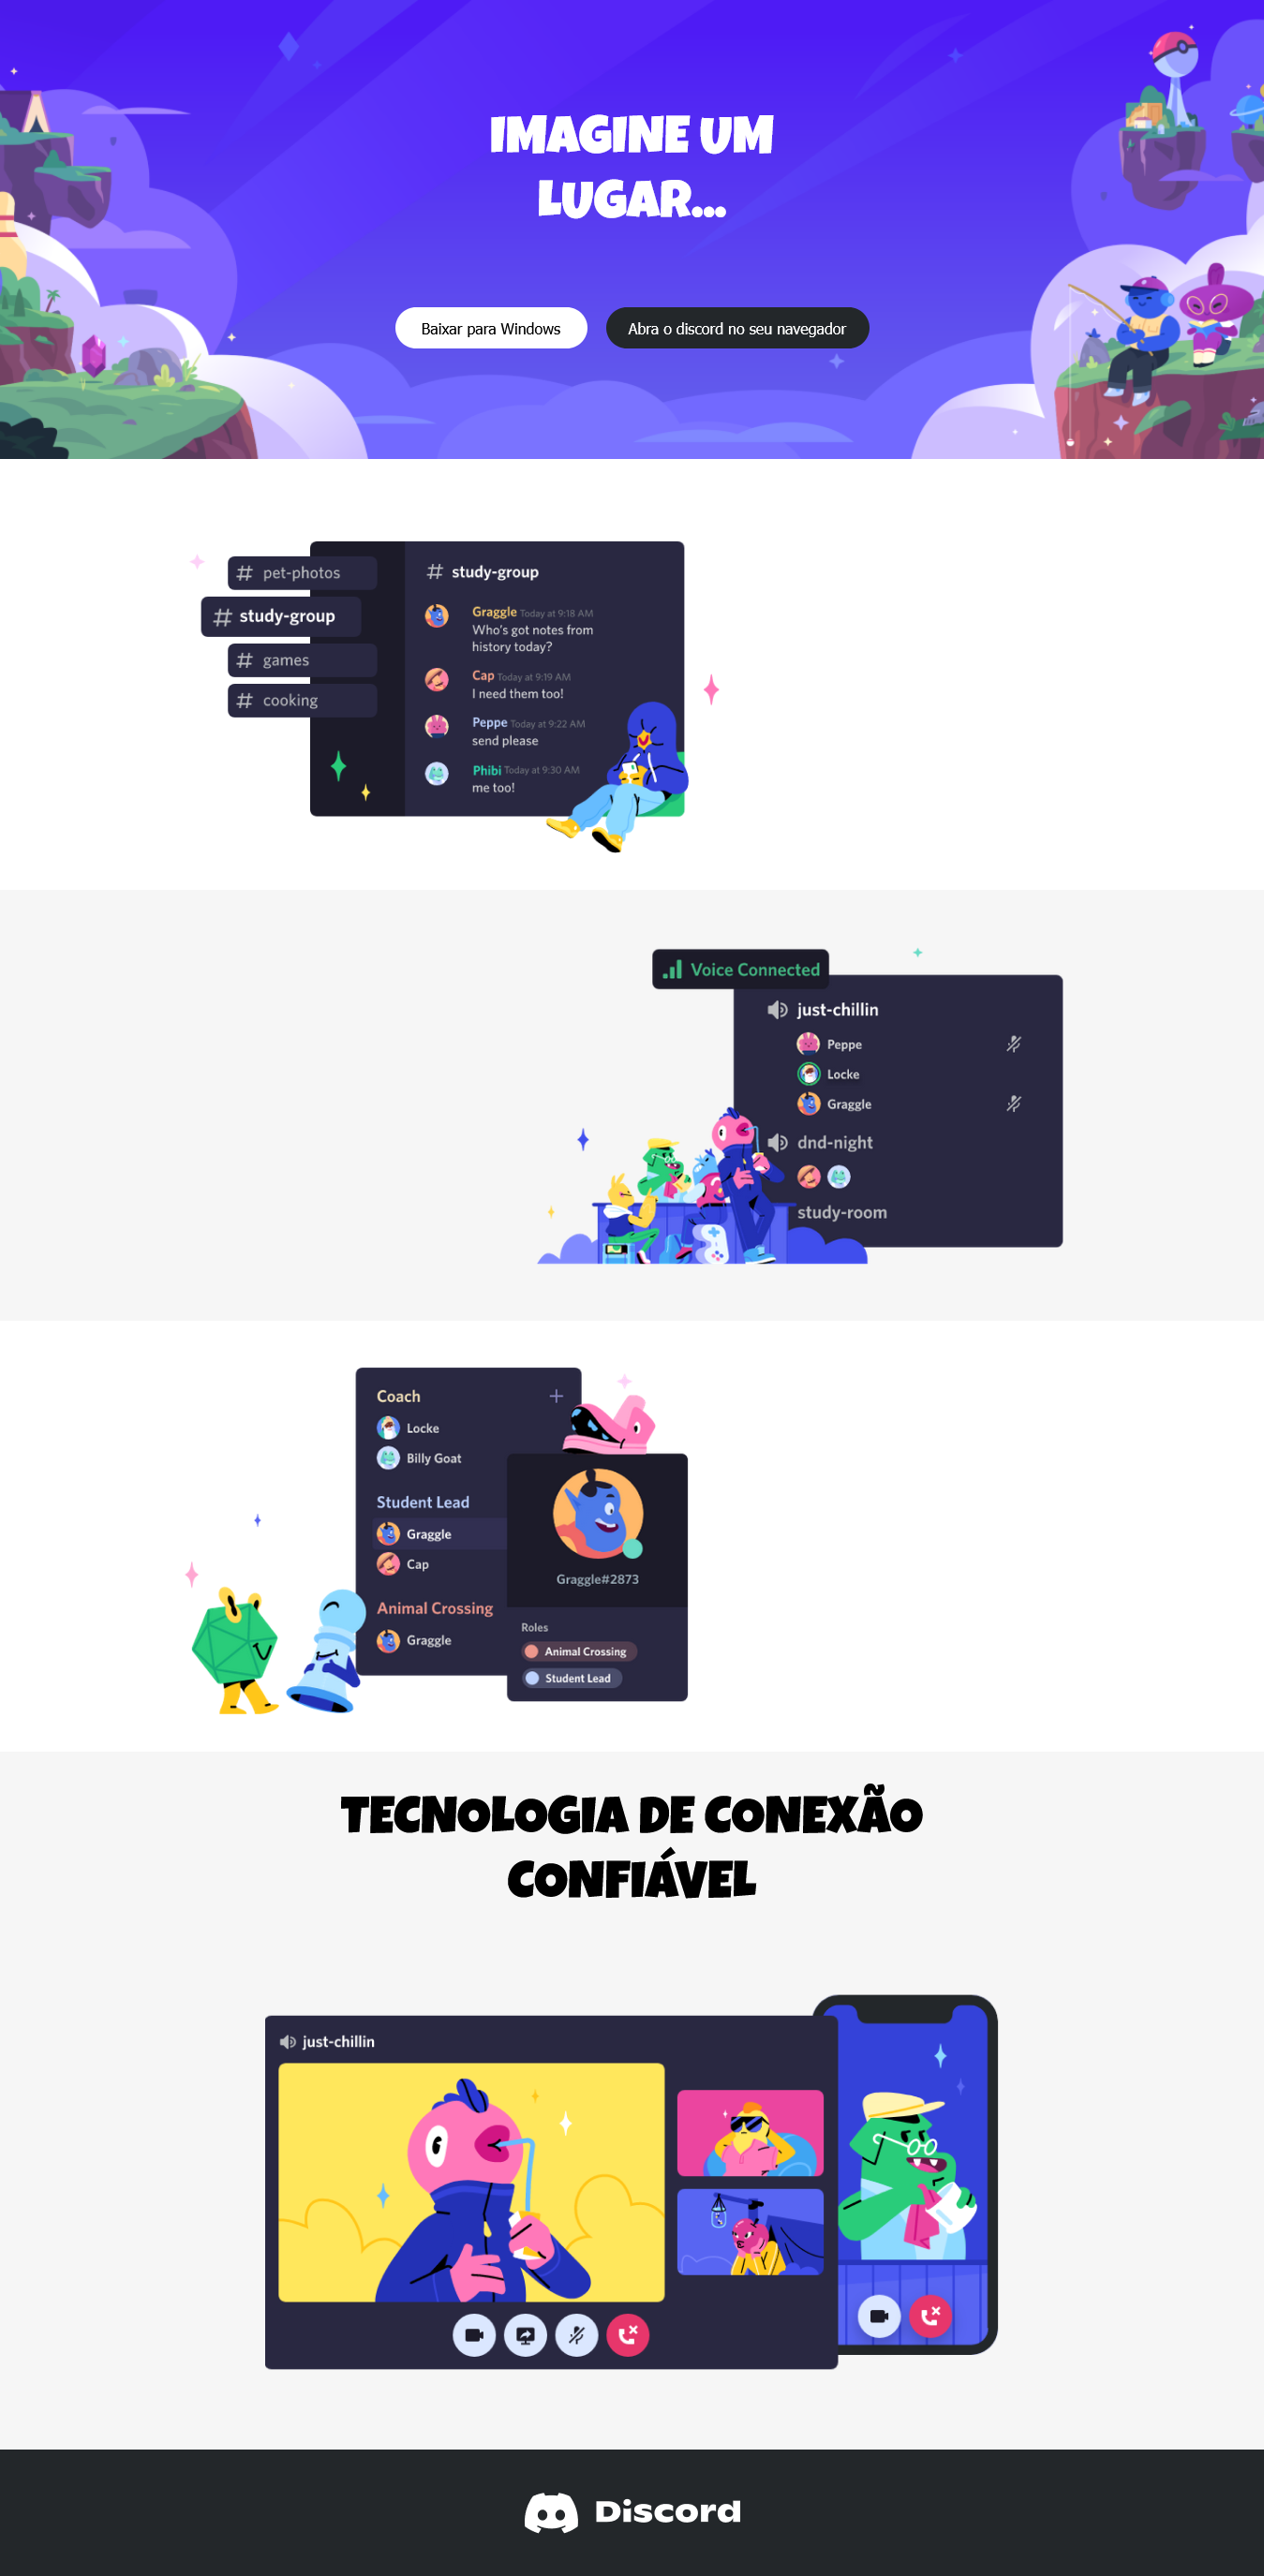 IMAGINE UM
LUGAR...
Baixar para Windows
Abra o discord no seu navegador
# pet-photos
# study-group
# games
# cooking
# study-group
Graggle Today at 9:18 AM
Who's got notes from
history today?
Cap Today at 9:19 AM
I need them too!
Peppe Today at 9:22 AM
send please
Phibi Today at 9:30 AM
me too!
Voice Connected
just-chillin
Peppe
Locke
Graggle
dnd-night
study-room
Coach
Locke
Billy Goat
Student Lead
Graggle
Cap
Animal Crossing
Graggle
Graggle#2873
Roles
Animal Crossing
Student Lead
TECNOLOGIA DE CONEXÃO
CONFIÁVEL
just-chillin
Discord